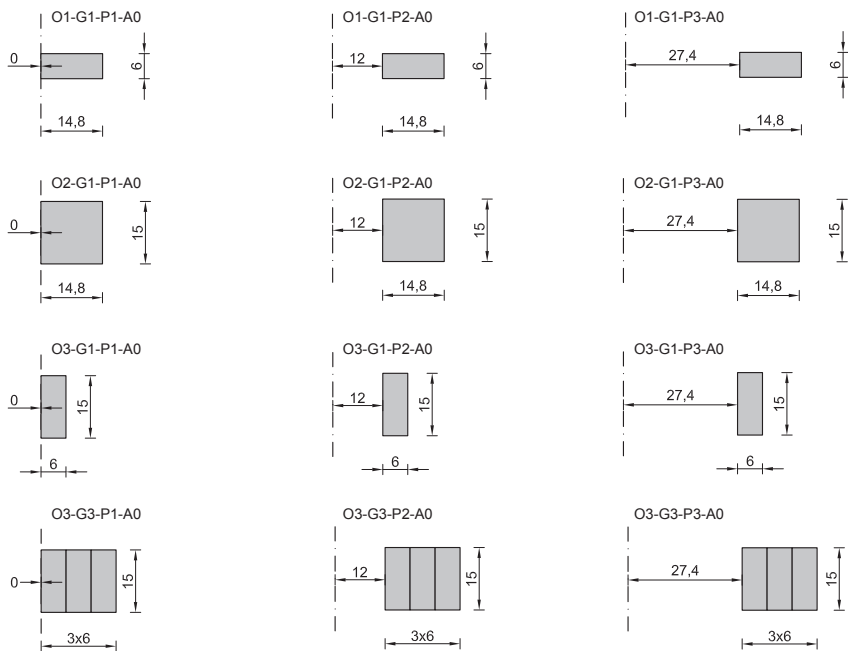 O1-G1-P1-A0
O1-G1-P2-A0
O1-G1-P3-A0
0
6
12
6
27,4
6
14,8
14,8
14,8
O2-G1-P1-A0
O2-G1-P2-A0
O2-G1-P3-A0
0
15
12
15
27,4
15
14,8
14,8
14,8
O3-G1-P1-A0
O3-G1-P2-A0
O3-G1-P3-A0
0
15
12
15
27,4
15
6
6
6
O3-G3-P1-A0
O3-G3-P2-A0
O3-G3-P3-A0
0
15
12
15
27,4
15
3x6
3x6
3x6